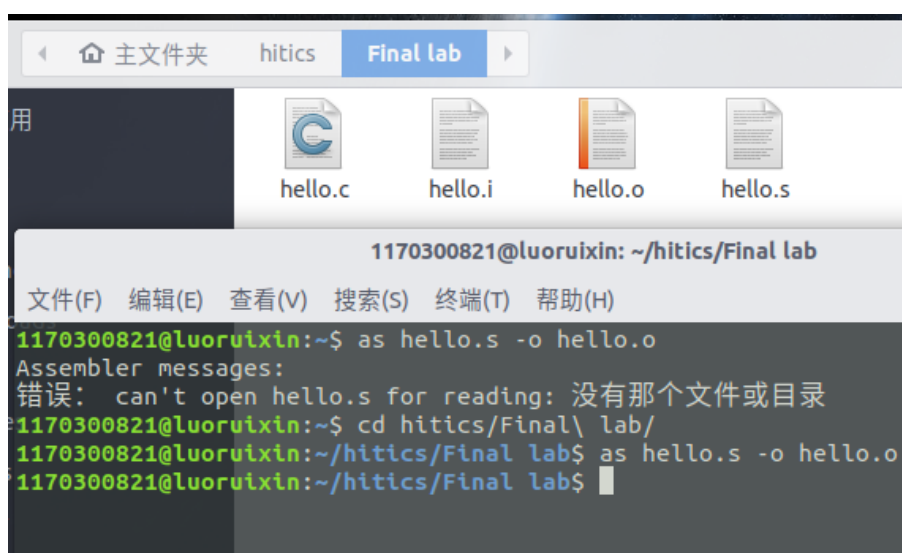 主文件夹 hitics Final lab
用
hello.c hello.i hello.o hello.s
1170300821@luoruixin: ~/hitics/Final lab
文件(F) 编辑(E) 查看(V) 搜索(S) 终端(T) 帮助(H)
1170300821@luoruixin:~$ as hello.s -o hello.o
Assembler messages:
错误： can't open hello.s for reading: 没有那个文件或目录
1170300821@luoruixin:~$ cd hitics/Final\ lab/
1170300821@luoruixin:~/hitics/Final lab$ as hello.s -o hello.o
1170300821@luoruixin:~/hitics/Final lab$